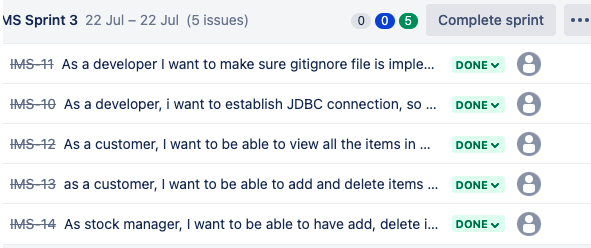 MS Sprint 3 22 Jul – 22 Jul (5 issues) 0 0 5 Complete sprint •••
IMS-11 As a developer I want to make sure gitignore file is imple... DONE
IMS-10 As a developer, i want to establish JDBC connection, so ... DONE
IMS-12 As a customer, I want to be able to view all the items in ... DONE
IMS-13 as a customer, I want to be able to add and delete items ... DONE
IMS-14 As stock manager, I want to be able to have add, delete i... DONE